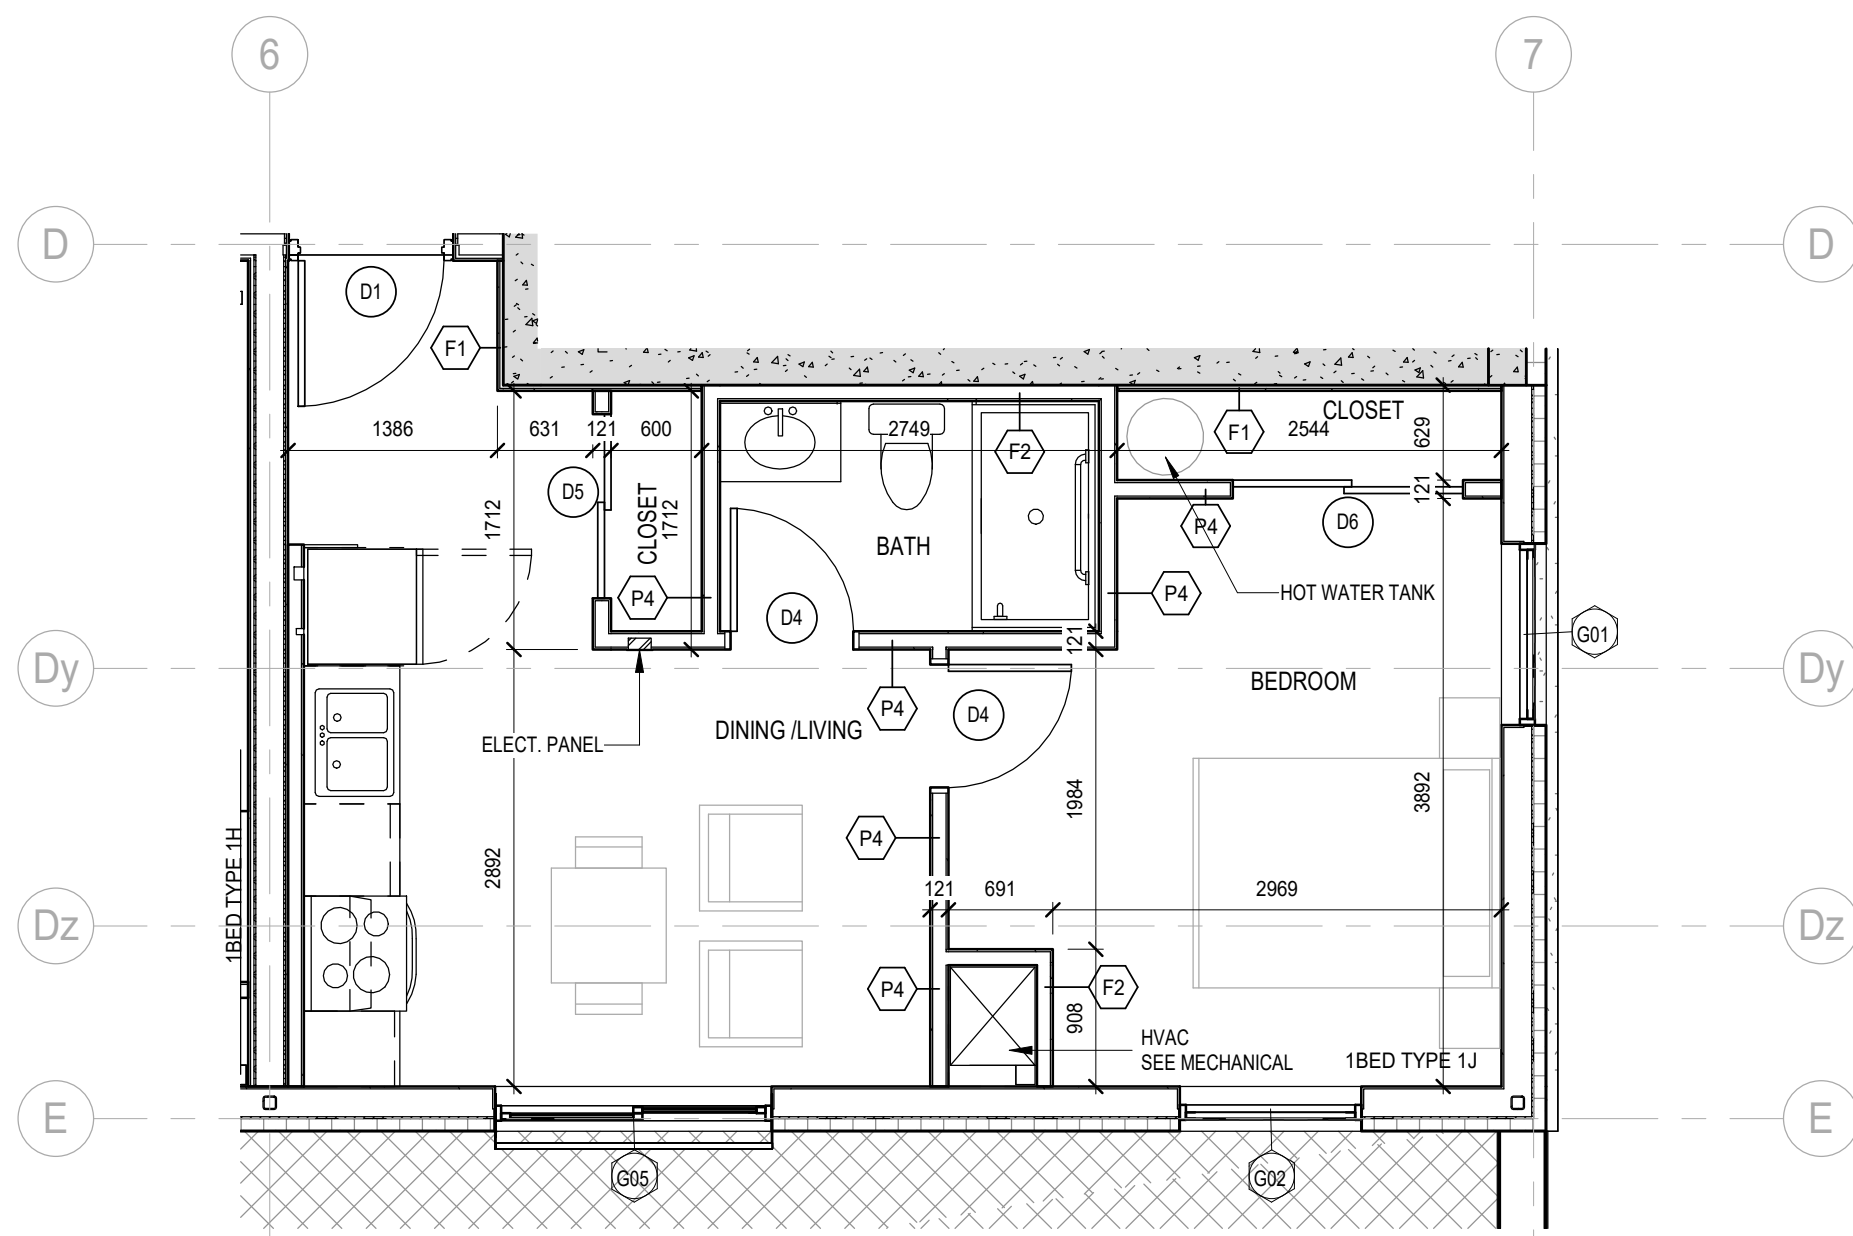 6
7
D
D
D1
F1
CLOSET
1386
631
121
600
2749
F2
F1
2544
629
D5
CLOSET
1712
1712
121
P4
D6
BATH
HOT WATER TANK
P4
D4
P4
G01
121
Dy
Dy
BEDROOM
P4
D4
DINING /LIVING
ELECT. PANEL
1984
3892
P4
2892
1BED TYPE 1H
121
691
2969
Dz
Dz
P4
F2
908
HVAC
SEE MECHANICAL
1BED TYPE 1J
E
E
G05
G02